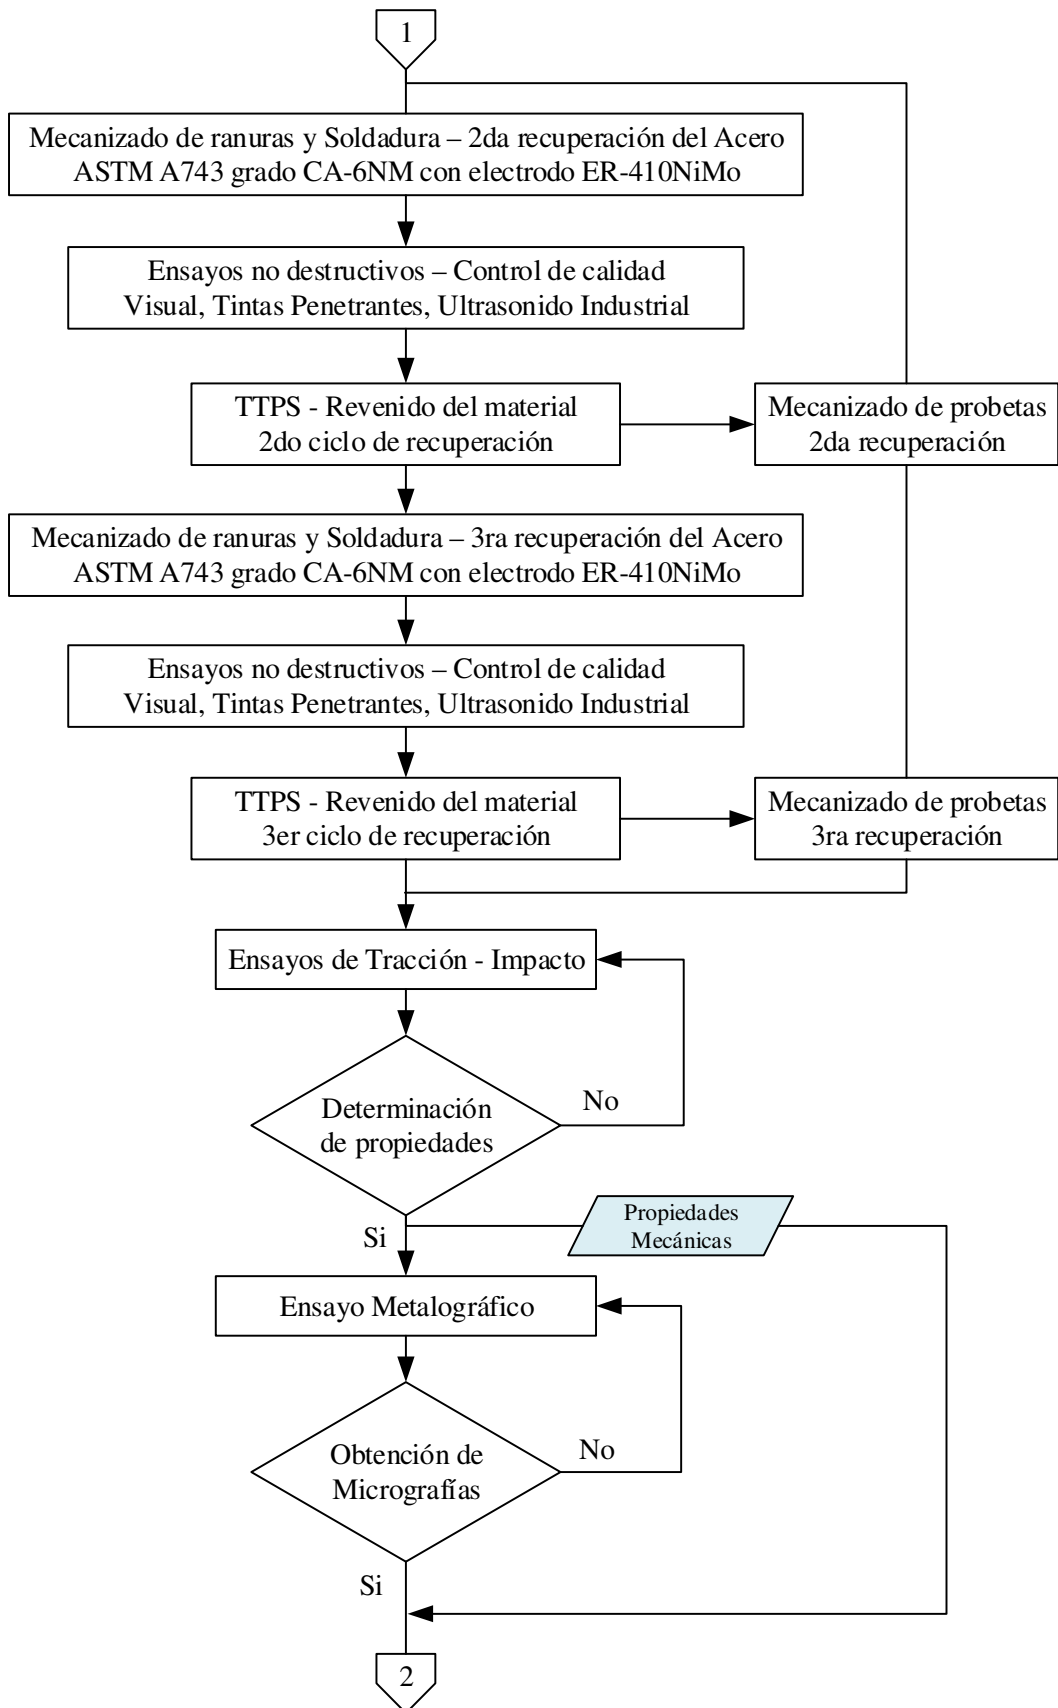 1
Mecanizado de ranuras y Soldadura – 2da recuperación del Acero
ASTM A743 grado CA-6NM con electrodo ER-410NiMo
Ensayos no destructivos – Control de calidad
Visual, Tintas Penetrantes, Ultrasonido Industrial
TTPS - Revenido del material
2do ciclo de recuperación
Mecanizado de probetas
2da recuperación
Mecanizado de ranuras y Soldadura – 3ra recuperación del Acero
ASTM A743 grado CA-6NM con electrodo ER-410NiMo
Ensayos no destructivos – Control de calidad
Visual, Tintas Penetrantes, Ultrasonido Industrial
TTPS - Revenido del material
3er ciclo de recuperación
Mecanizado de probetas
3ra recuperación
Ensayos de Tracción - Impacto
Determinación
de propiedades
No
Si
Propiedades
Mecánicas
Ensayo Metalográfico
Obtención de
Micrografías
No
Si
2